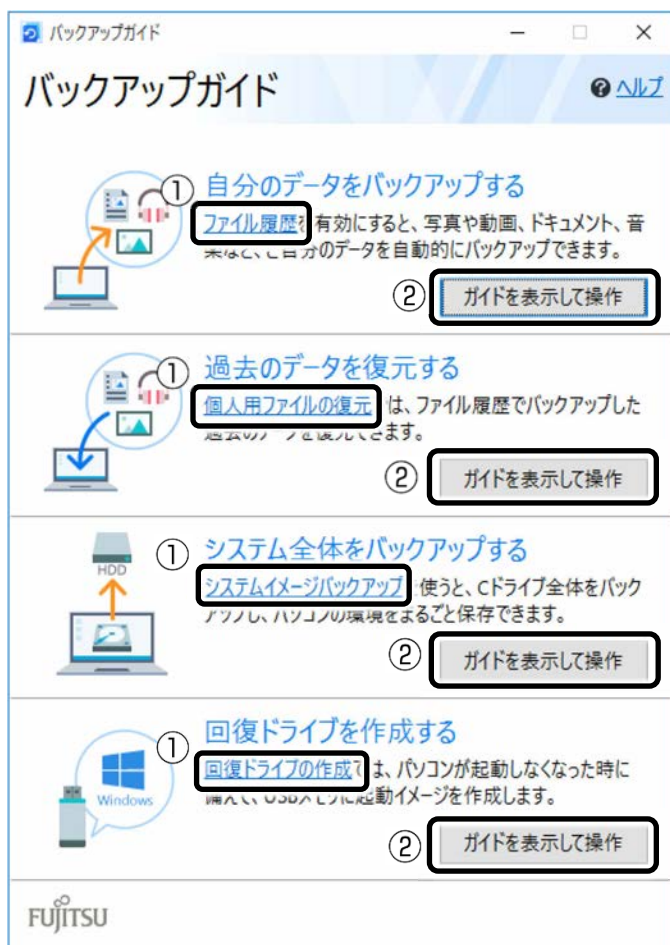 バックアップガイド
バックアップガイド
ヘルプ
① 自分のデータをバックアップする
ファイル履歴を有効にすると、写真や動画、ドキュメント、音
楽など、ご自分のデータを自動的にバックアップできます。
② ガイドを表示して操作
① 過去のデータを復元する
個人用ファイルの復元では、ファイル履歴でバックアップした
過去のデータを復元できます。
② ガイドを表示して操作
HDD
① システム全体をバックアップする
システムイメージバックアップを使うと、Cドライブ全体をバック
アップし、パソコンの環境をまるごと保存できます。
② ガイドを表示して操作
Windows
① 回復ドライブを作成する
回復ドライブの作成では、パソコンが起動しなくなった時に
備えて、USBメモリに起動イメージを作成します。
② ガイドを表示して操作
FUJITSU